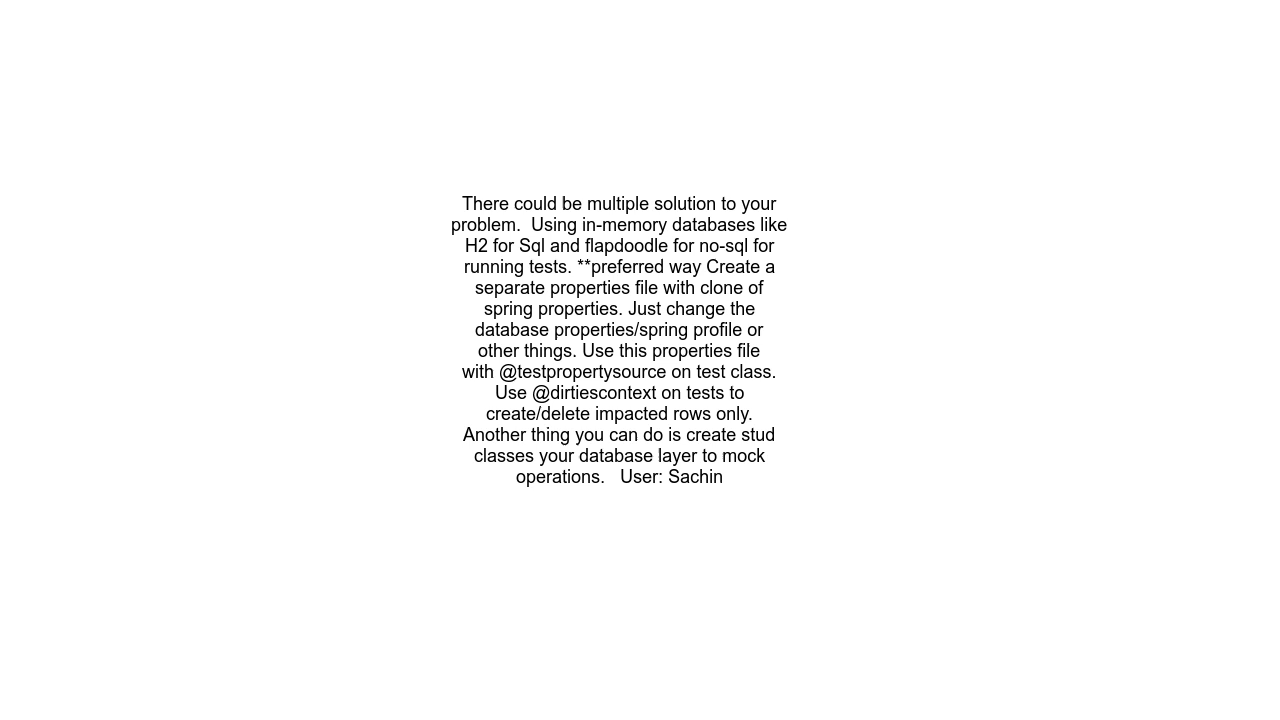 There could be multiple solution to your
problem.  Using in-memory databases like
H2 for Sql and flapdoodle for no-sql for
running tests. **preferred way Create a
separate properties file with clone of
spring properties. Just change the
database properties/spring profile or
other things. Use this properties file
with @testpropertysource on test class.
Use @dirtiescontext on tests to
create/delete impacted rows only.
Another thing you can do is create stud
classes your database layer to mock
operations.   User: Sachin